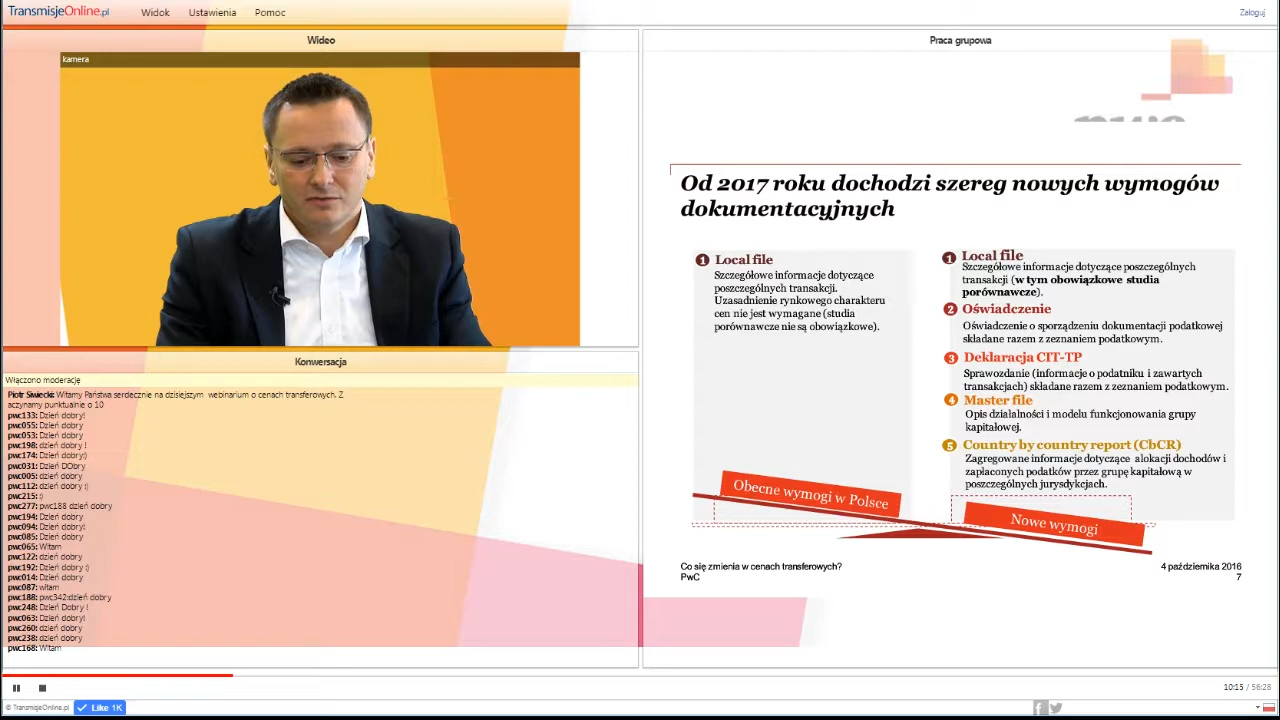 TransmisjeOnline.pl
Widok
Ustawienia
Pomoc
Zaloguj
Wideo
kamera
Konwersacja
Włączono moderację
Piotr Siwiecki: Witamy Państwa serdecznie na dzisiejszym webinarium o cenach transferowych. Z
aczynamy punktualnie o 10
pwc133: Dzień dobry!
pwc055: Dzień dobry
pwc053: Dzień dobry
pwc198: dzień dobry !
pwc174: Dzień dobry:)
pwc031: Dzień DObry
pwc005: dzień dobry
pwc112: dzień dobry :)
pwc215: :)
pwc277: pwc188 dzień dobry
pwc194: Dzień dobry
pwc094: Dzień dobry!
pwc085: Dzień dobry
pwc065: Witam
pwc122: dzień dobry
pwc192: Dzień dobry :)
pwc014: Dzień dobry
pwc087: witam
pwc188: pwc342:dzień dobry
pwc248: Dzień Dobry !
pwc063: Dzień dobry!
pwc260: dzień dobry
pwc238: dzień dobry
pwc168: Witam
Praca grupowa
pwc
Od 2017 roku dochodzi szereg nowych wymogów
dokumentacyjnych
1 Local file
Szczegółowe informacje dotyczące
poszczególnych transakcji.
Uzasadnienie rynkowego charakteru
cen nie jest wymagane (studia
porównawcze nie są obowiązkowe).
Obecne wymogi w Polsce
1 Local file
Szczegółowe informacje dotyczące poszczególnych
transakcji (w tym obowiązkowe studia
porównawcze).
2 Oświadczenie
Oświadczenie o sporządzeniu dokumentacji podatkowej
składane razem z zeznaniem podatkowym.
3 Deklaracja CIT-TP
Sprawozdanie (informacje o podatniku i zawartych
transakcjach) składane razem z zeznaniem podatkowym.
4 Master file
Opis działalności i modelu funkcjonowania grupy
kapitałowej.
5 Country by country report (CbCR)
Zagregowane informacje dotyczące alokacji dochodów i
zapłaconych podatków przez grupę kapitałową w
poszczególnych jurysdykcjach.
Nowe wymogi
Co się zmienia w cenach transferowych?
PwC
4 października 2016
7
10:15 / 56:28
© TransmisjeOnline.pl
Like 1K